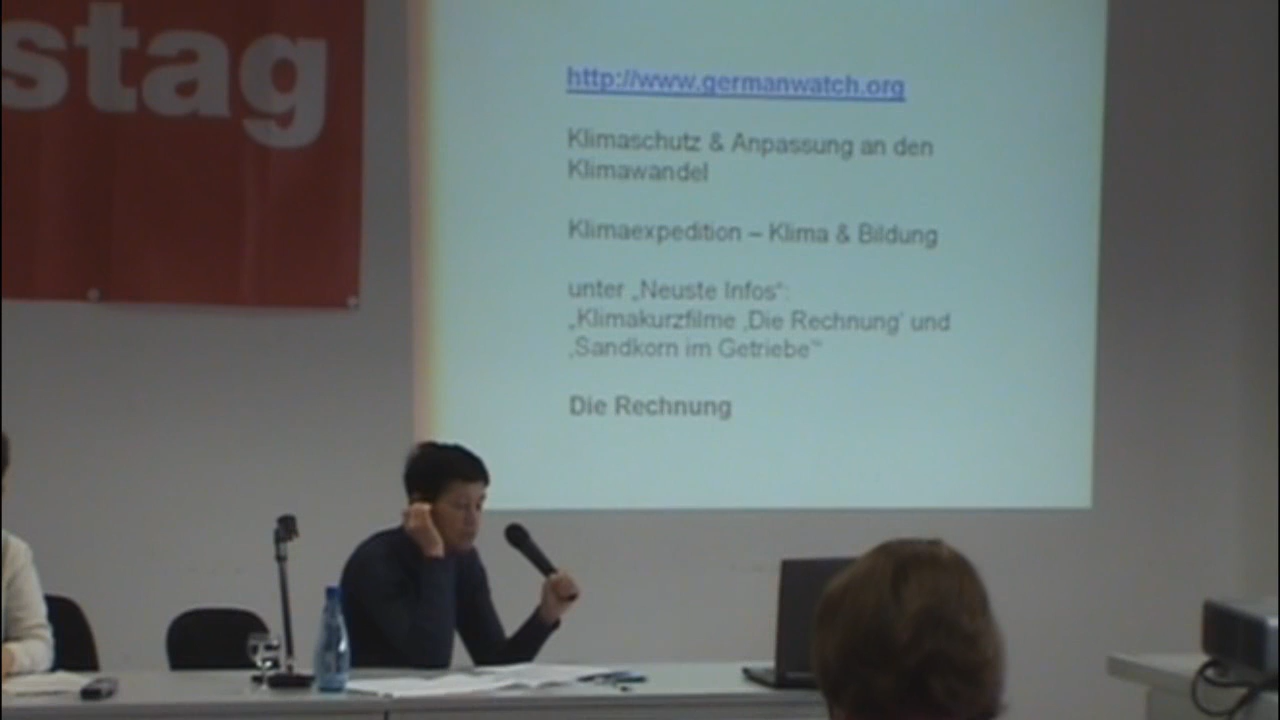 stag
http://www.germanwatch.org
Klimaschutz & Anpassung an den
Klimawandel
Klimaexpedition – Klima & Bildung
unter „Neuste Infos“:
„Klimakurzfilme ‚Die Rechnung‘ und
‚Sandkorn im Getriebe‘“
Die Rechnung